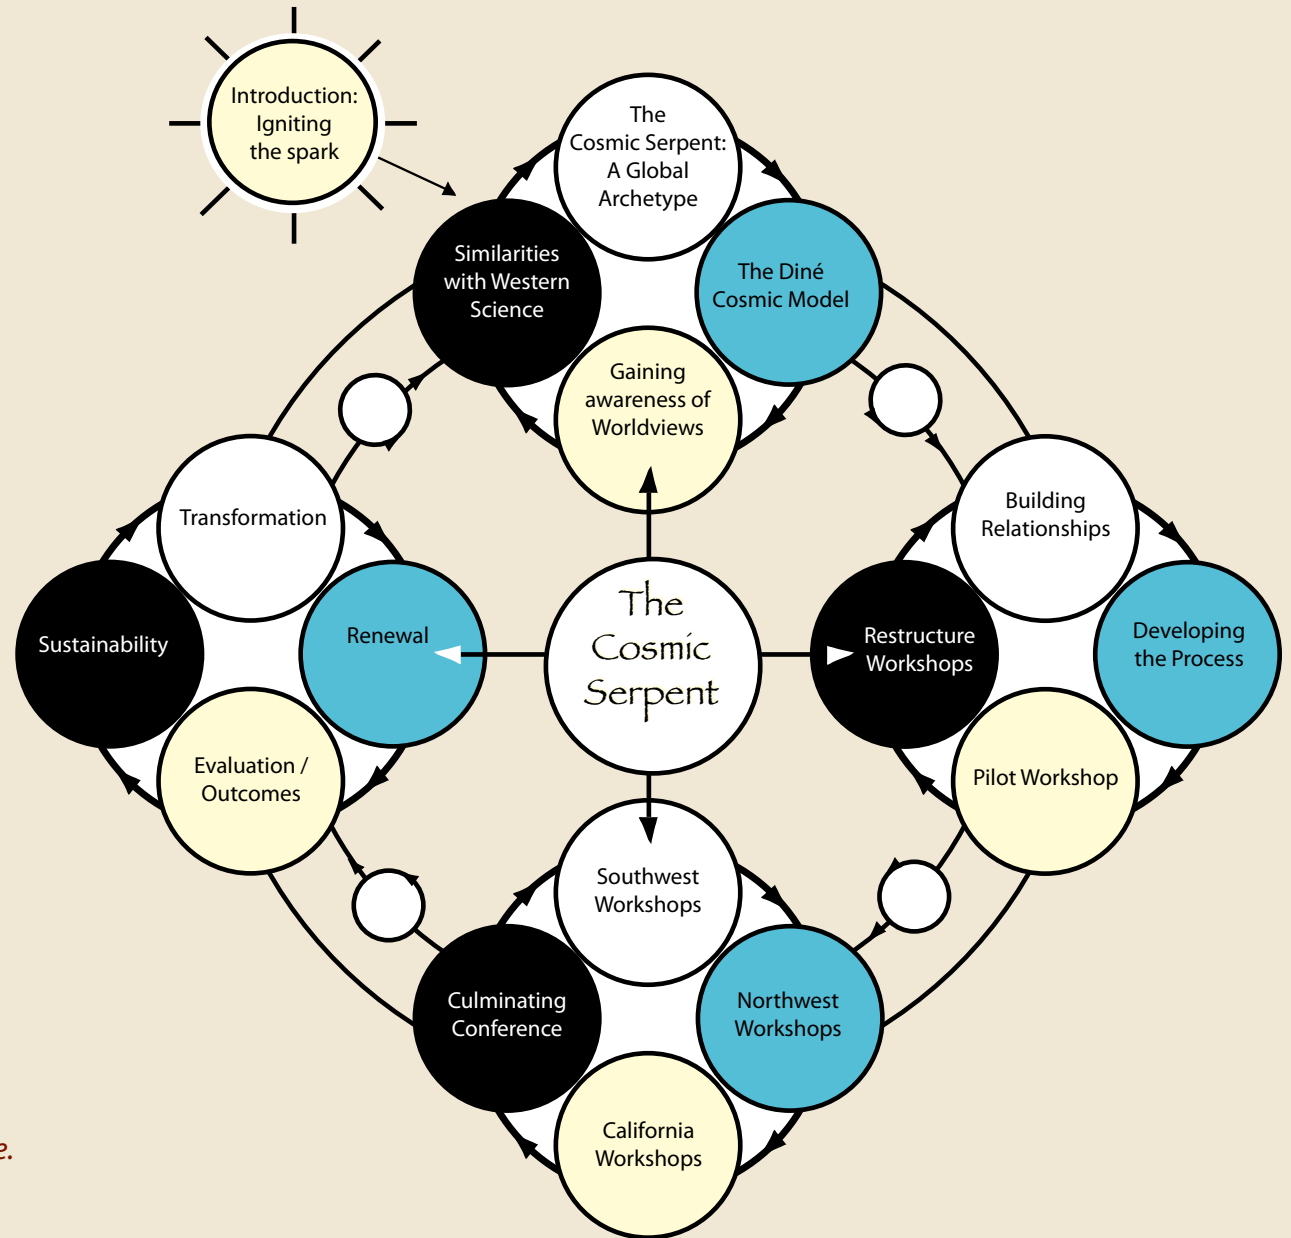 Introduction:
Igniting
the spark
The
Cosmic Serpent:
A Global
Archetype
Similarities
with Western
Science
The Diné
Cosmic Model
Gaining
awareness of
Worldviews
Transformation
Sustainability
Renewal
Evaluation /
Outcomes
The
Cosmic
Serpent
Building
Relationships
Restructure
Workshops
Developing
the Process
Pilot Workshop
Southwest
Workshops
Culminating
Conference
Northwest
Workshops
California
Workshops
e.